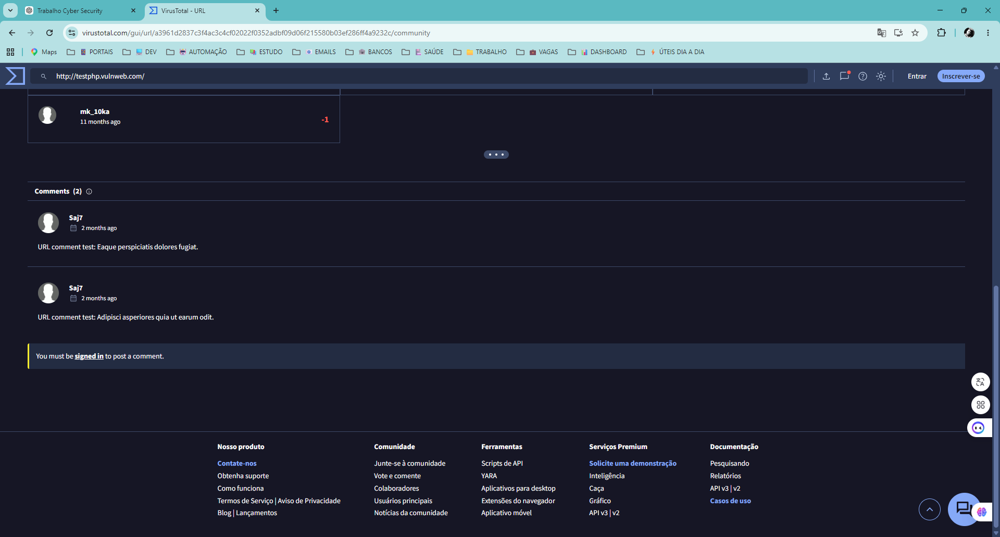 Trabalho Cyber Security
VirusTotal - URL
virustotal.com/gui/url/a3961d2837c3f4ac3c4cf02022f0352adbf09d06f215580b03ef286ff4a9232c/community
Maps
PORTAIS
DEV
AUTOMAÇÃO
ESTUDO
EMAILS
BANCOS
SAÚDE
TRABALHO
VAGAS
DASHBOARD
ÚTEIS DIA A DIA
http://testphp.vulnweb.com/
Entrar
Inscrever-se
mk_10ka
11 months ago
-1
Comments (2)
Saj7
2 months ago
URL comment test: Eaque perspiciatis dolores fugiat.
Saj7
2 months ago
URL comment test: Adipisci asperiores quia ut earum odit.
You must be signed in to post a comment.
Nosso produto
Contate-nos
Obtenha suporte
Como funciona
Termos de Serviço | Aviso de Privacidade
Blog | Lançamentos
Comunidade
Junte-se à comunidade
Vote e comente
Colaboradores
Usuários principais
Notícias da comunidade
Ferramentas
Scripts de API
YARA
Aplicativos para desktop
Extensões do navegador
Aplicativo móvel
Serviços Premium
Solicite uma demonstração
Inteligência
Caça
Gráfico
API v3 | v2
Documentação
Pesquisando
Relatórios
API v3 | v2
Casos de uso